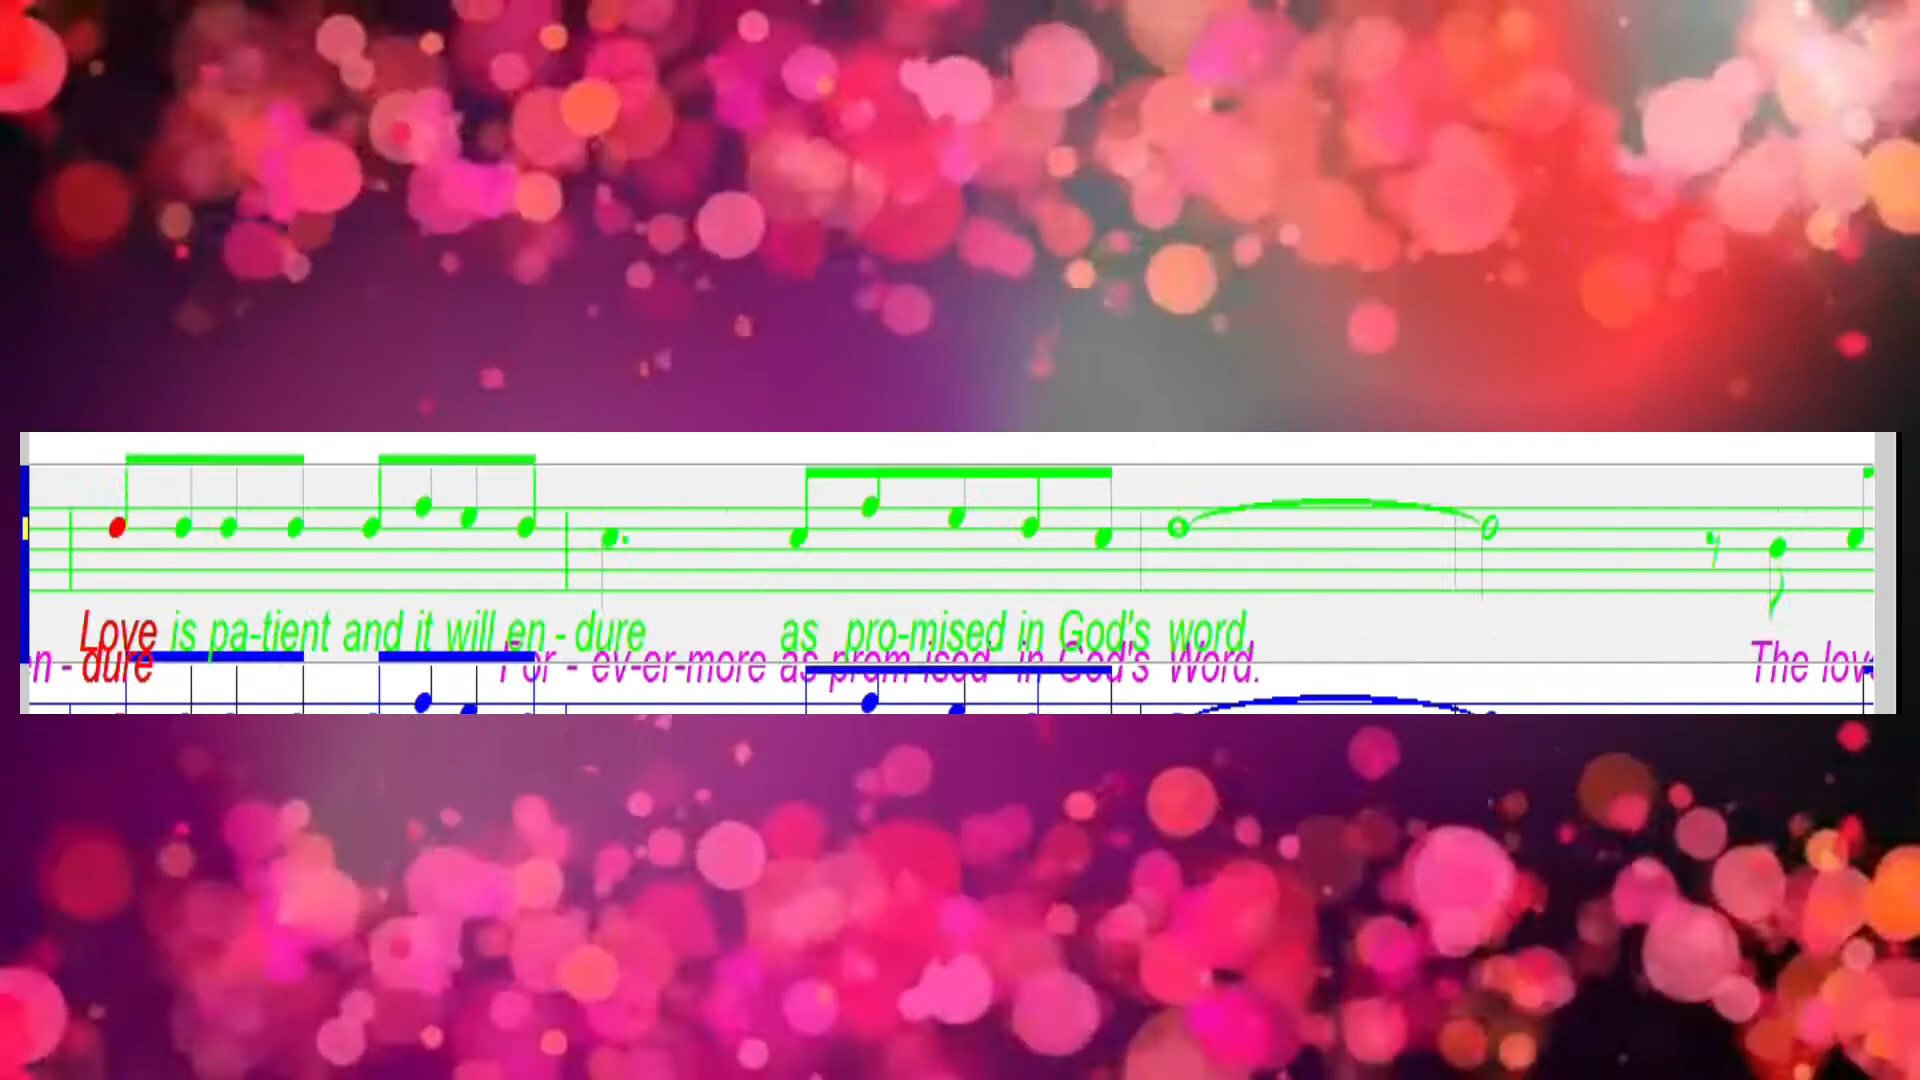 Love is pa-tient and it will en - dure as pro-mised in God's word,
n - dure For - ev-er-more as prom-ised in God's Word. The love